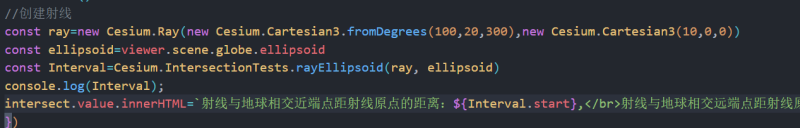 //创建射线
const ray=new Cesium.Ray(new Cesium.Cartesian3.fromDegrees(100,20,300),new Cesium.Cartesian3(10,0,0))
const ellipsoid=viewer.scene.globe.ellipsoid
const Interval=Cesium.IntersectionTests.rayEllipsoid(ray, ellipsoid)
console.log(Interval);
intersect.value.innerHTML=`射线与地球相交近端点距射线原点的距离: ${Interval.start},</br>射线与地球相交远端点距射线原
})